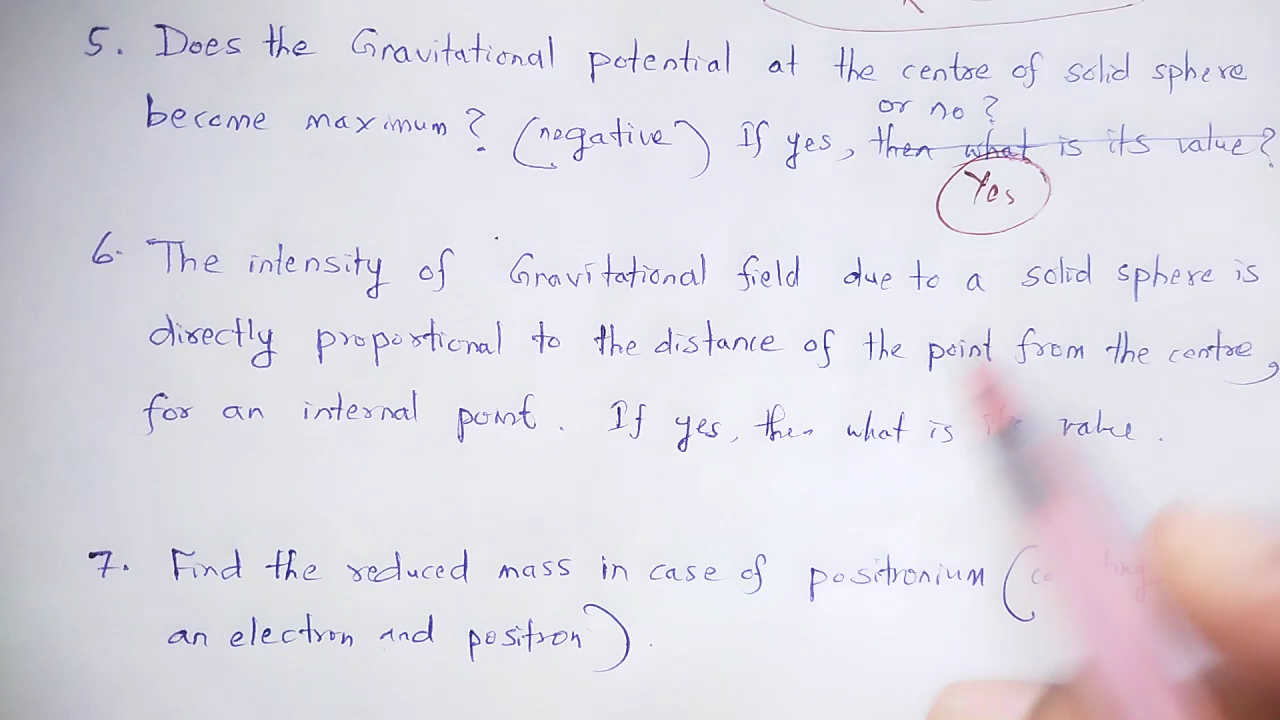 5. Does the Gravitational potential at the centre of solid sphere
or no?
become maximum? (negative) If yes, then what is its value?
Yes
6. The intensity of Gravitational field due to a solid sphere is
directly proportional to the distance of the point from the centre,
for an internal point. If yes, then what is value.
7. Find the reduced mass in case of positronium (
an electron and positron).